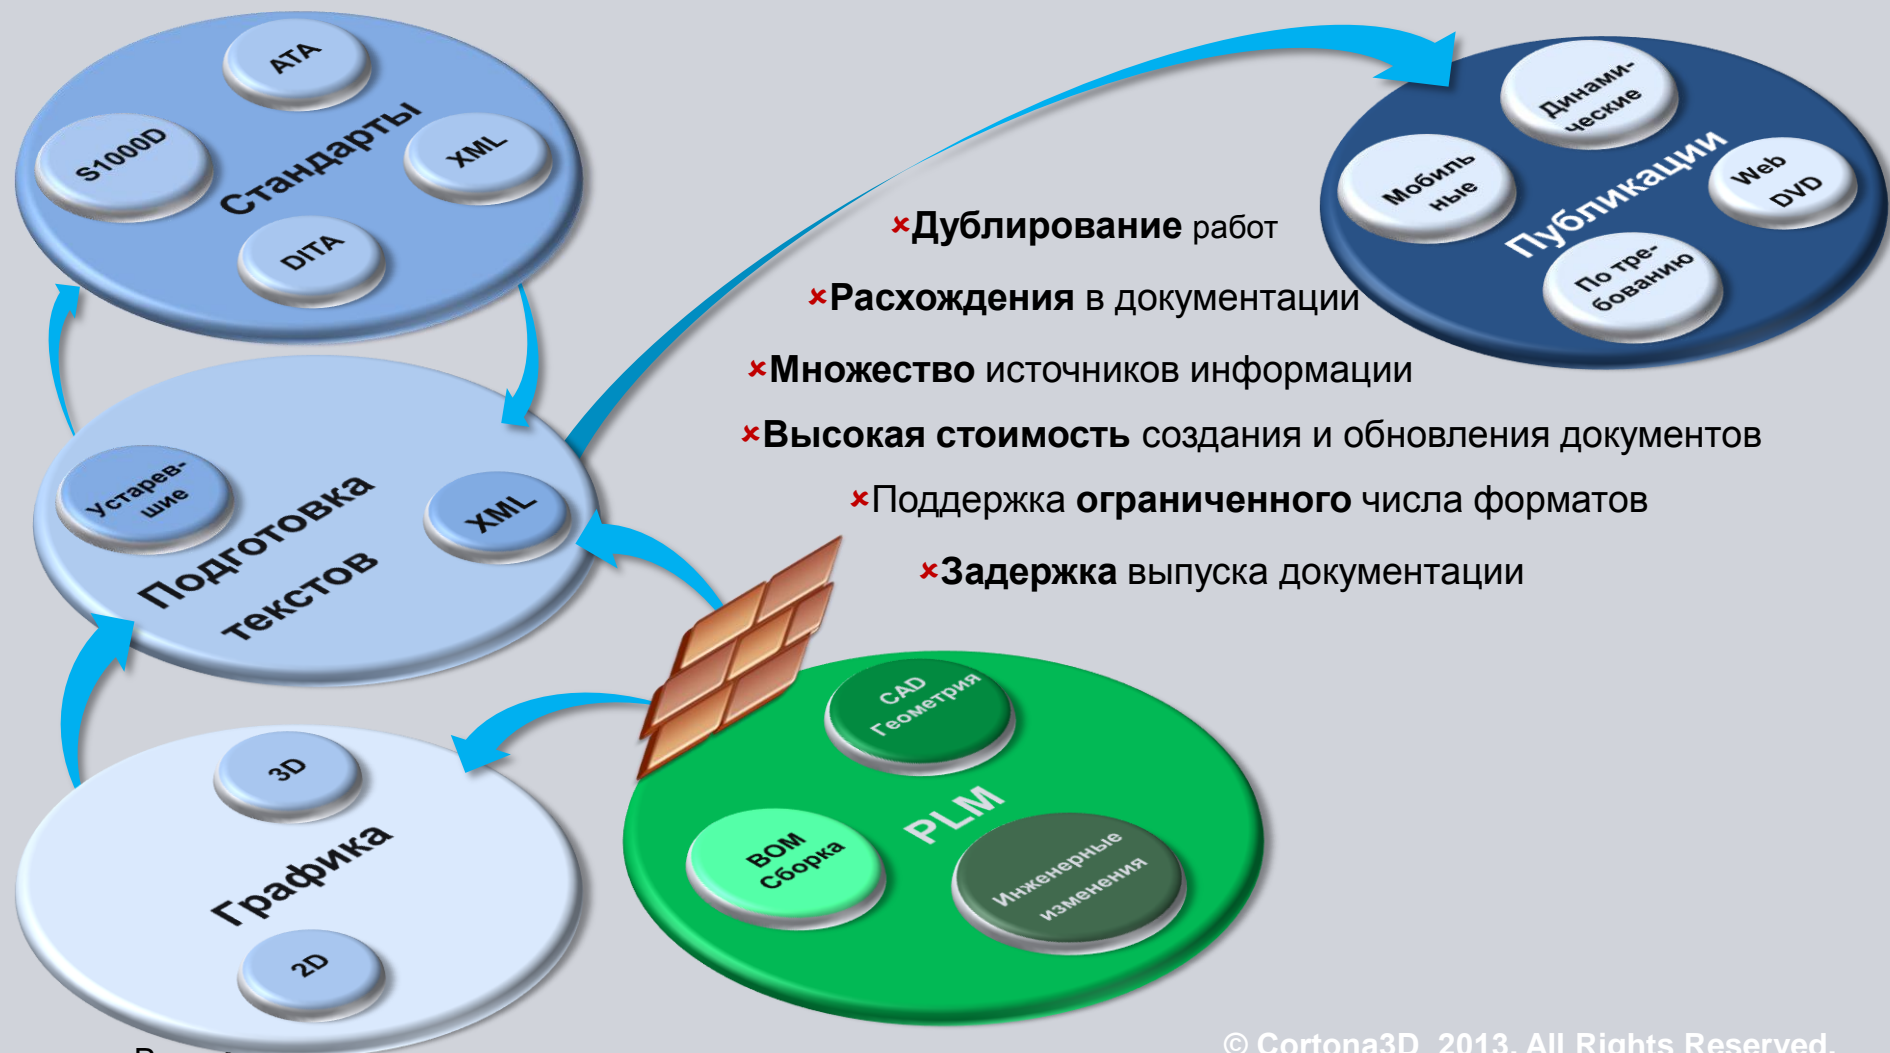 ATA
S1000D
Стандарты
XML
DITA
Динами-
ческие
Мобиль
ные
Публикации
Web
DVD
По тре-
бованию
×Дублирование работ
×Расхождения в документации
×Множество источников информации
×Высокая стоимость создания и обновления документов
×Поддержка ограниченного числа форматов
×Задержка выпуска документации
Устарев-
шие
Подготовка
текстов
XML
3D
Графика
2D
CAD
Геометрия
PLM
BOM
Сборка
Инженерные
изменения
© Cortona3D 2013. All Rights Reserved.